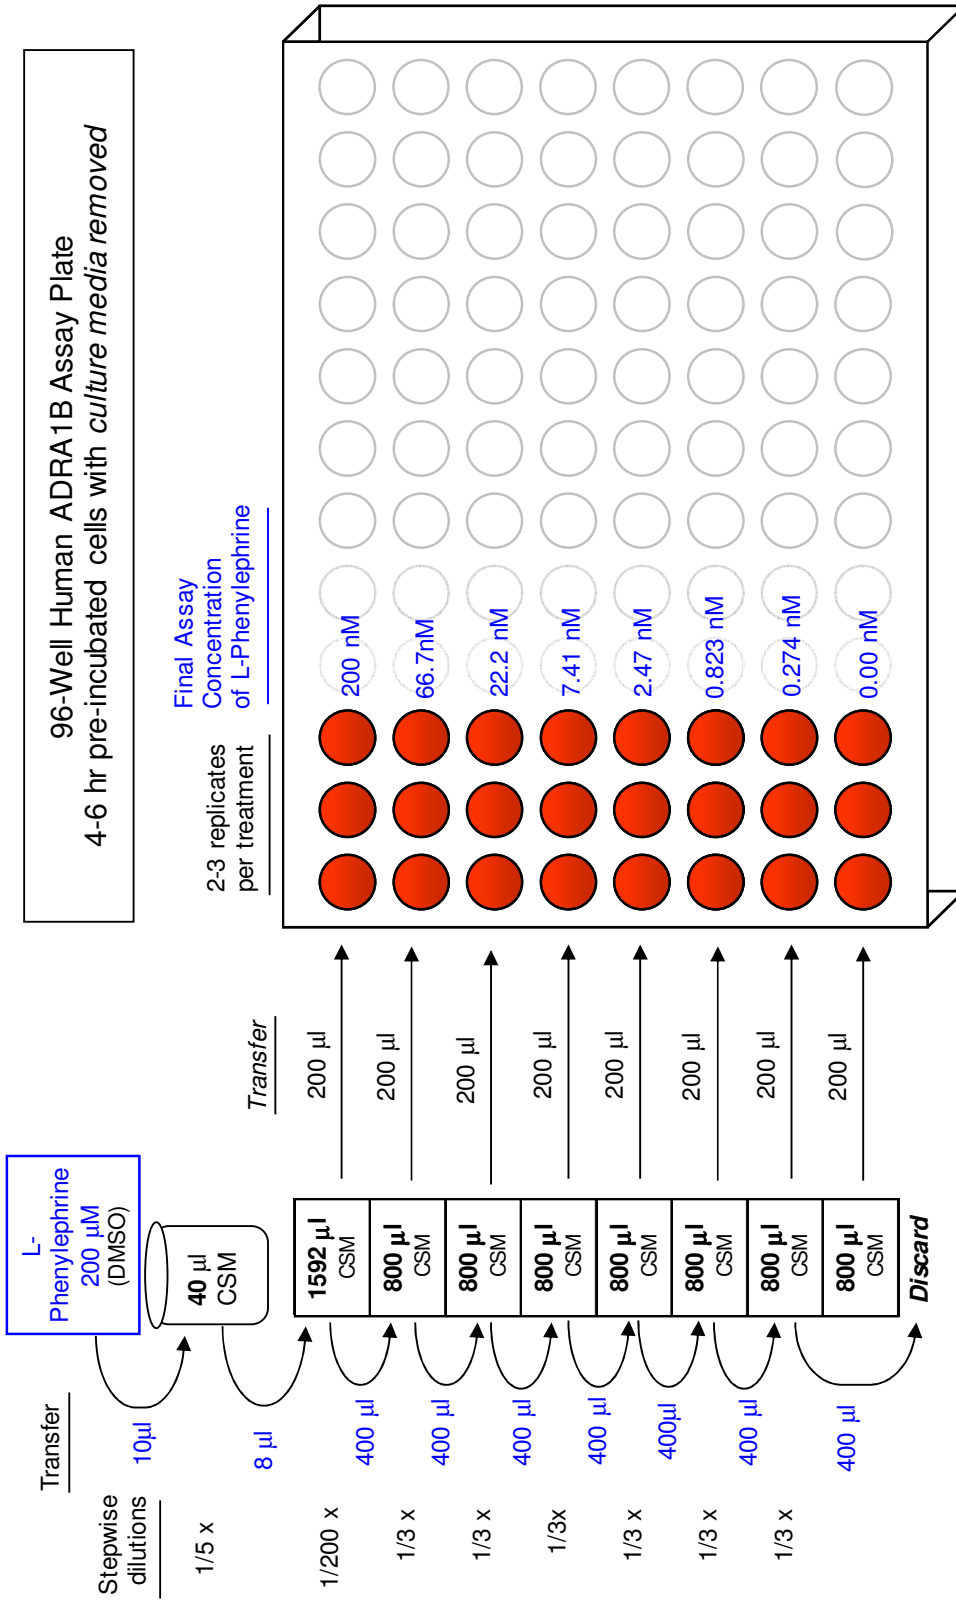 96-Well Human ADRA1B Assay Plate
4-6 hr pre-incubated cells with culture media removed
Stepwise
dilutions
Transfer
L-
Phenylephrine
200 µM
(DMSO)
1/5 x
10µl
40 µl
CSM
8 µl
Transfer
2-3 replicates
per treatment
Final Assay
Concentration
of L-Phenylephrine
1/200 x
1592 µl
CSM
200 µl
200 nM
400 µl
1/3 x
800 µl
CSM
200 µl
66.7nM
400 µl
1/3 x
800 µl
CSM
200 µl
22.2 nM
400 µl
1/3x
800 µl
CSM
200 µl
7.41 nM
400 µl
1/3 x
800 µl
CSM
200 µl
2.47 nM
400µl
1/3 x
800 µl
CSM
200 µl
0.823 nM
400 µl
1/3 x
800 µl
CSM
200 µl
0.274 nM
400 µl
800 µl
CSM
200 µl
0.00 nM
Discard